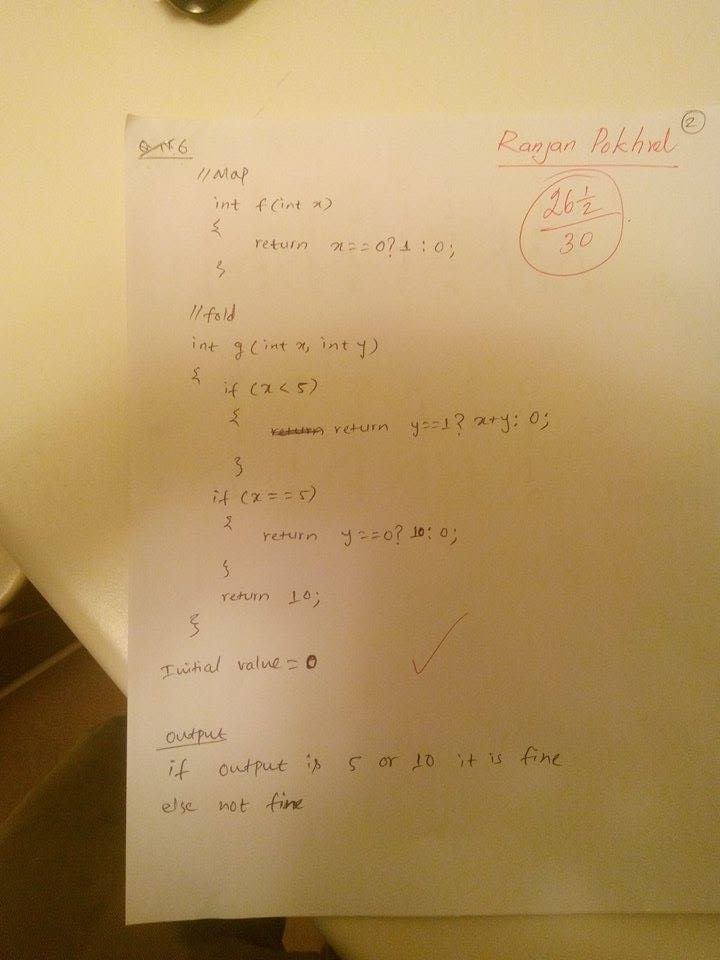 Ranjan Pokhrel
2
26 1/2
30
6
//Map
int f(int x)
{
return x==0?1:0;
}
//fold
int g(int x, int y)
{
if (x<5)
{
return return y==1? x+y: 0;
}
if (x==5)
{
return y==0? 10:0;
}
return 10;
}
Initial value = 0
output
if output is 5 or 10 it is fine
else not fine